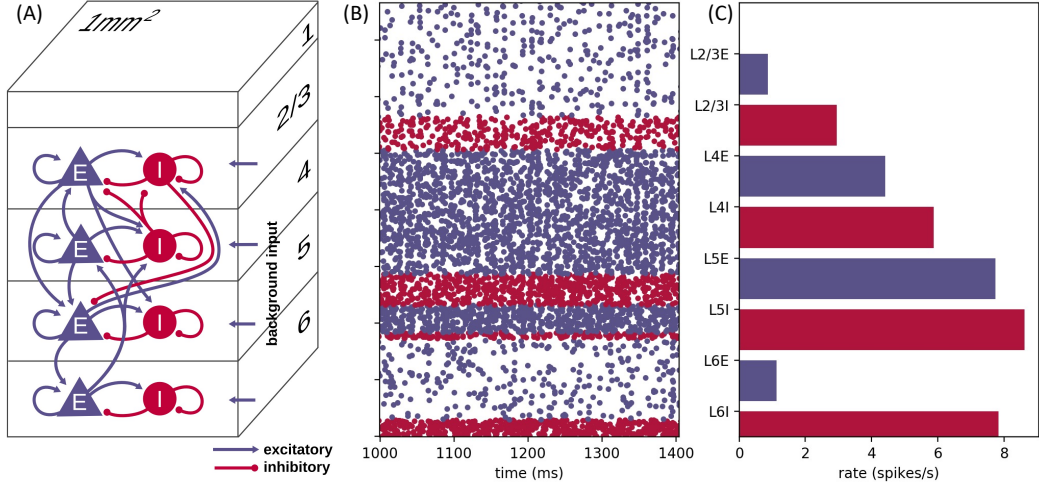 (A)
1mm²
1
2/3
4
5
6
E
I
E
I
E
I
E
I
background input
excitatory
inhibitory
(B)
1000
1100
1200
1300
1400
time (ms)
(C)
L2/3E
L2/3I
L4E
L4I
L5E
L5I
L6E
L6I
0
2
4
6
8
rate (spikes/s)